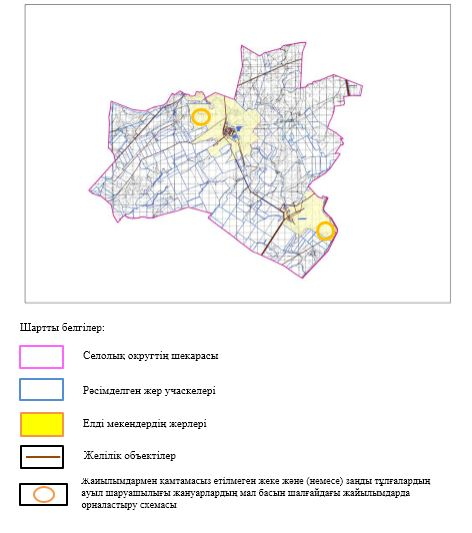 Шартты белгілер:
Селолық округтің шекарасы
Рәсімделген жер учаскелері
Елді мекендердің жерлері
Желілік объектілер
Жайылымдармен қамтамасыз етілмеген жеке және (немесе) заңды тұлғалардың
ауыл шаруашылығы жануарлардың мал басын шалғайдағы жайылымдарда
орналастыру схемасы